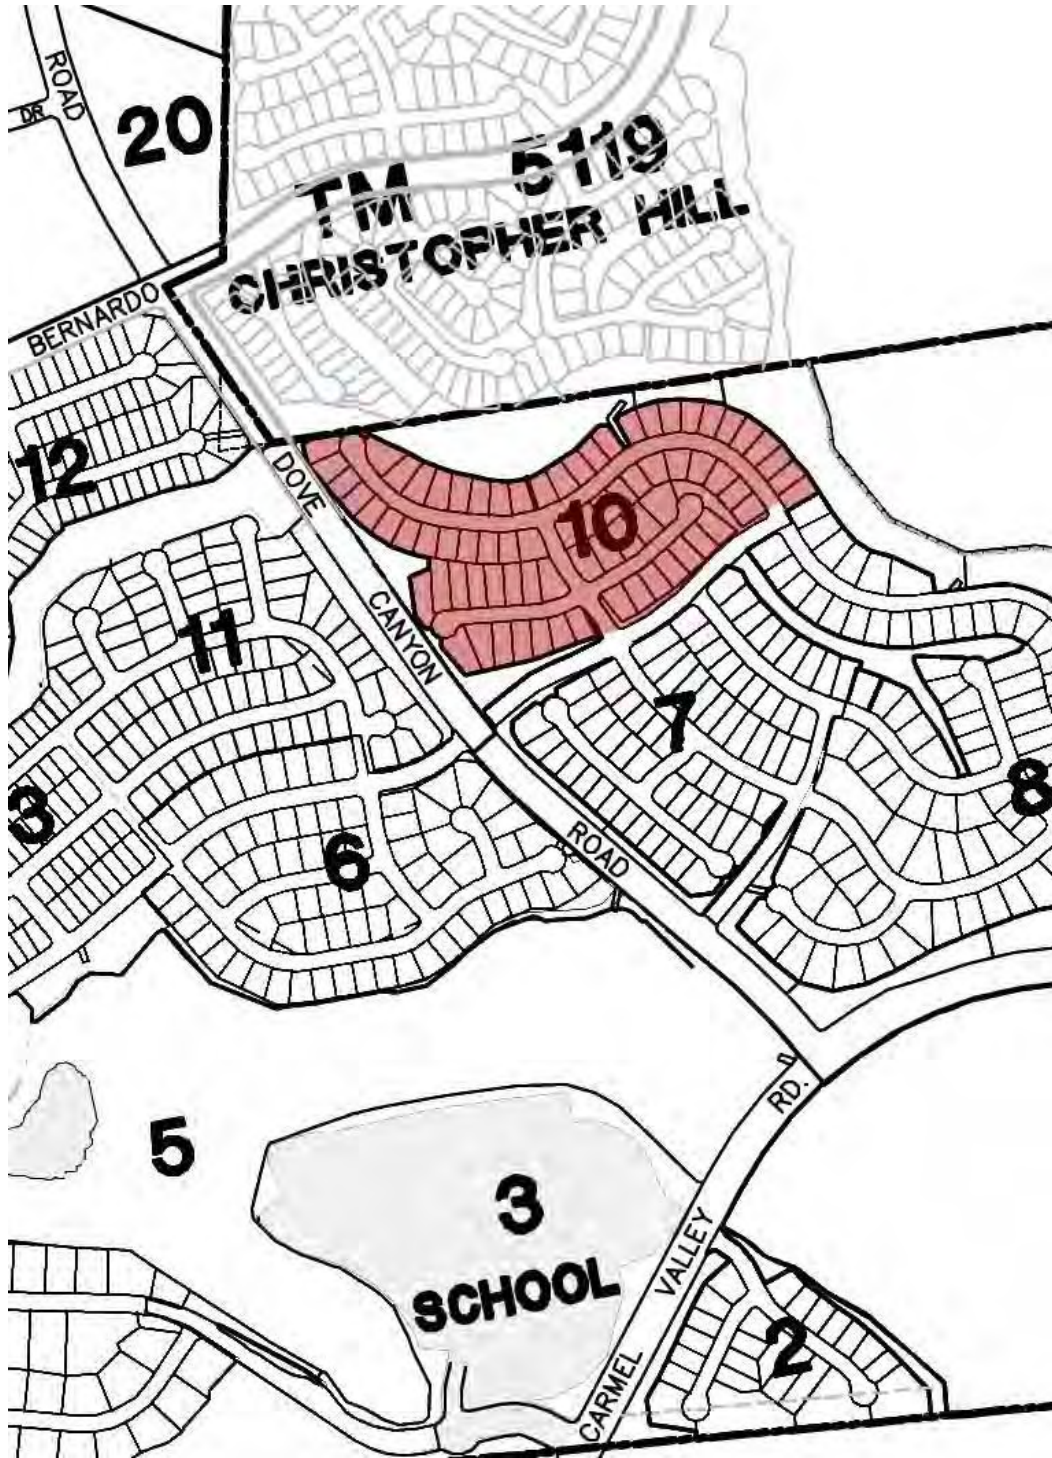 ROAD
DR
20
TM 5119
CHRISTOPHER HILL
BERNARDO
12
DOVE
10
11
CANYON
7
8
3
6
ROAD
RD.
5
3
SCHOOL
VALLEY
2
CARMEL